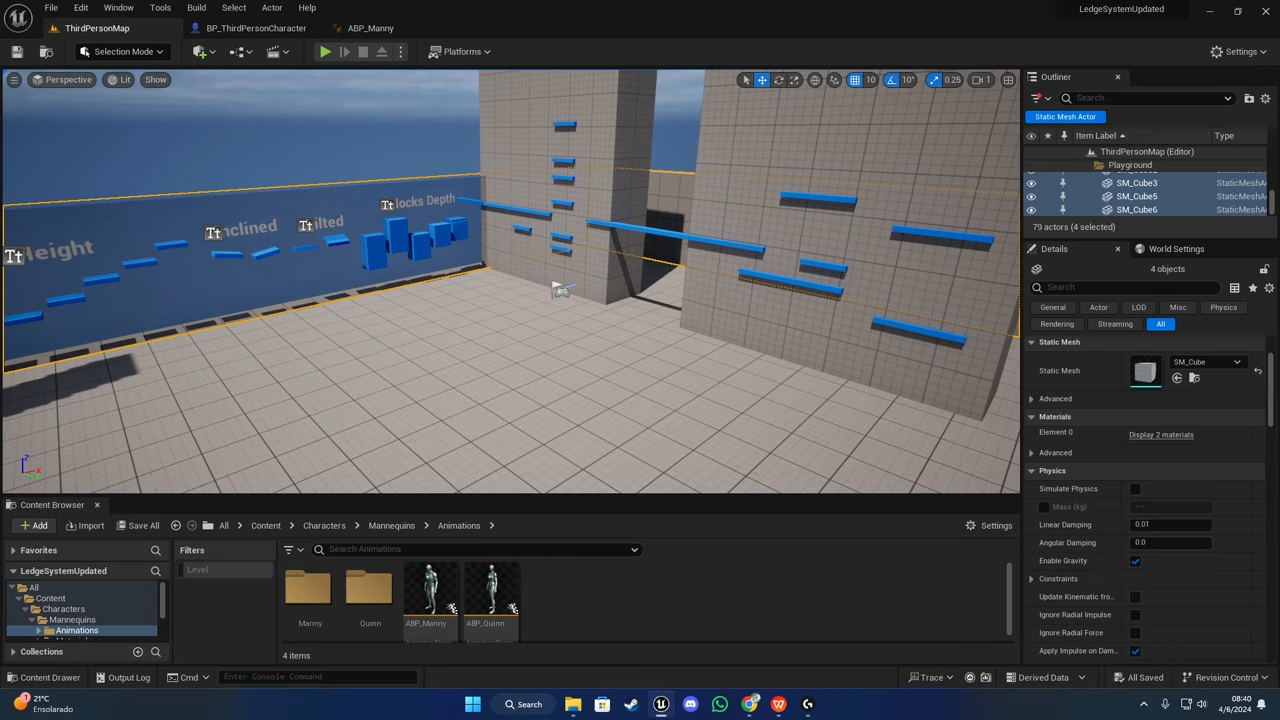 File
Edit
Window
Tools
Build
Select
Actor
Help
LedgeSystemUpdated
ThirdPersonMap
BP_ThirdPersonCharacter
ABP_Manny
Selection Mode
Platforms
Settings
Perspective
Lit
Show
10
10°
0.25
1
Height
Inclined
Tilted
Blocks Depth
Tt
Tt
Tt
Tt
Outliner
Search...
Static Mesh Actor
Item Label
Type
ThirdPersonMap (Editor)
Playground
SM_Cube3
StaticMeshA
SM_Cube5
StaticMeshA
SM_Cube6
StaticMeshA
79 actors (4 selected)
Details
World Settings
4 objects
Search
General
Actor
LOD
Misc
Physics
Rendering
Streaming
All
Static Mesh
Static Mesh
SM_Cube
Advanced
Materials
Element 0
Display 2 materials
Advanced
Physics
Simulate Physics
Mass (kg)
---
Linear Damping
0.01
Angular Damping
0.0
Enable Gravity
Constraints
Update Kinematic fro...
Ignore Radial Impulse
Ignore Radial Force
Apply Impulse on Dam...
Content Browser
Add
Import
Save All
All
Content
Characters
Mannequins
Animations
Settings
Favorites
LedgeSystemUpdated
All
Content
Characters
Mannequins
Animations
Collections
Filters
Level
Search Animations
Manny
Quinn
ABP_Manny
ABP_Quinn
4 items
Content Drawer
Output Log
Cmd
Enter Console Command
Trace
Derived Data
All Saved
Revision Control
1
21°C
Ensolarado
Search
08:40
4/6/2024